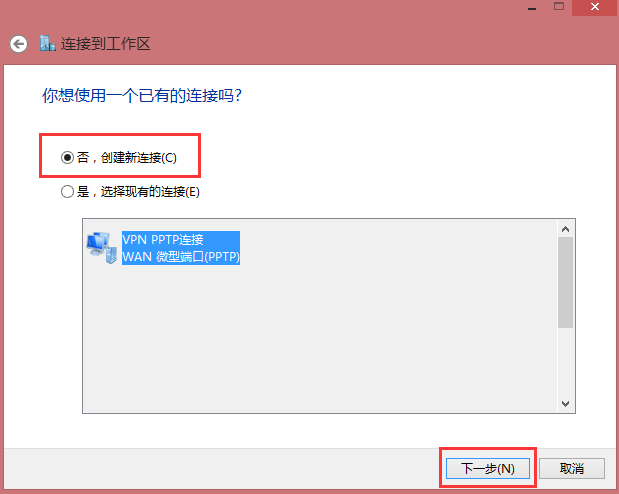 连接到工作区
你想使用一个已有的连接吗?
否，创建新连接(C)
是，选择现有的连接(E)
VPN PPTP连接
WAN 微型端口(PPTP)
下一步(N)
取消